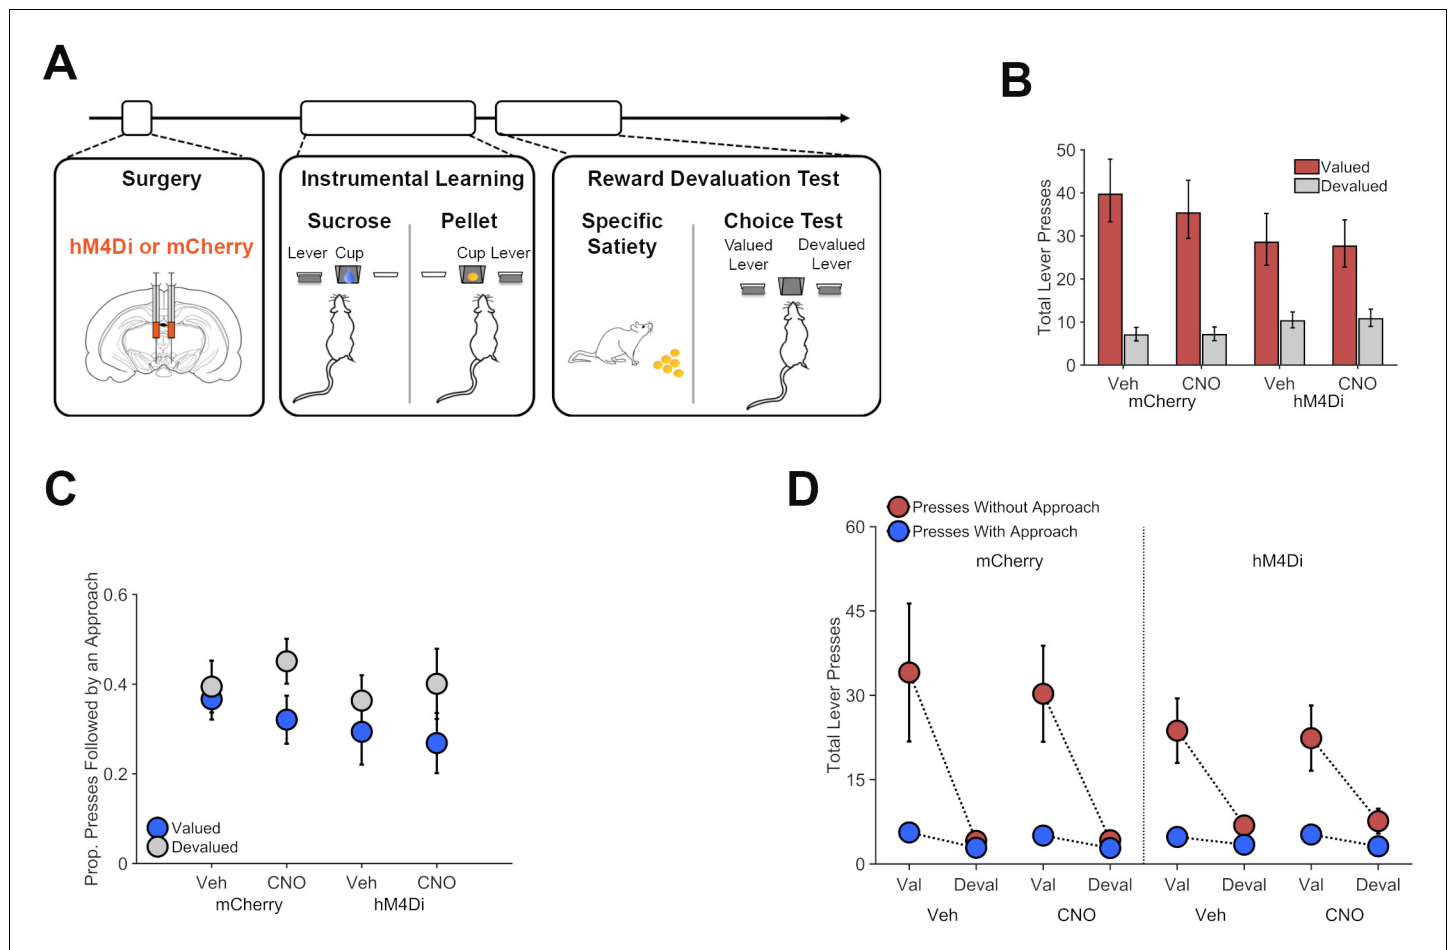 A
Surgery
hM4Di or mCherry
Instrumental Learning
Sucrose
Pellet
Lever Cup
Cup Lever
Reward Devaluation Test
Specific
Satiety
Choice Test
Valued
Lever
Devalued
Lever
B
Total Lever Presses
50
40
30
20
10
0
Valued
Devalued
Veh
CNO
Veh
CNO
mCherry
hM4Di
C
Prop. Presses Followed by an Approach
0.6
0.4
0.2
0
Valued
Devalued
Veh
CNO
Veh
CNO
mCherry
hM4Di
D
Presses Without Approach
Presses With Approach
Total Lever Presses
60
45
30
15
0
mCherry
hM4Di
Val
Deval
Val
Deval
Val
Deval
Val
Deval
Veh
CNO
Veh
CNO